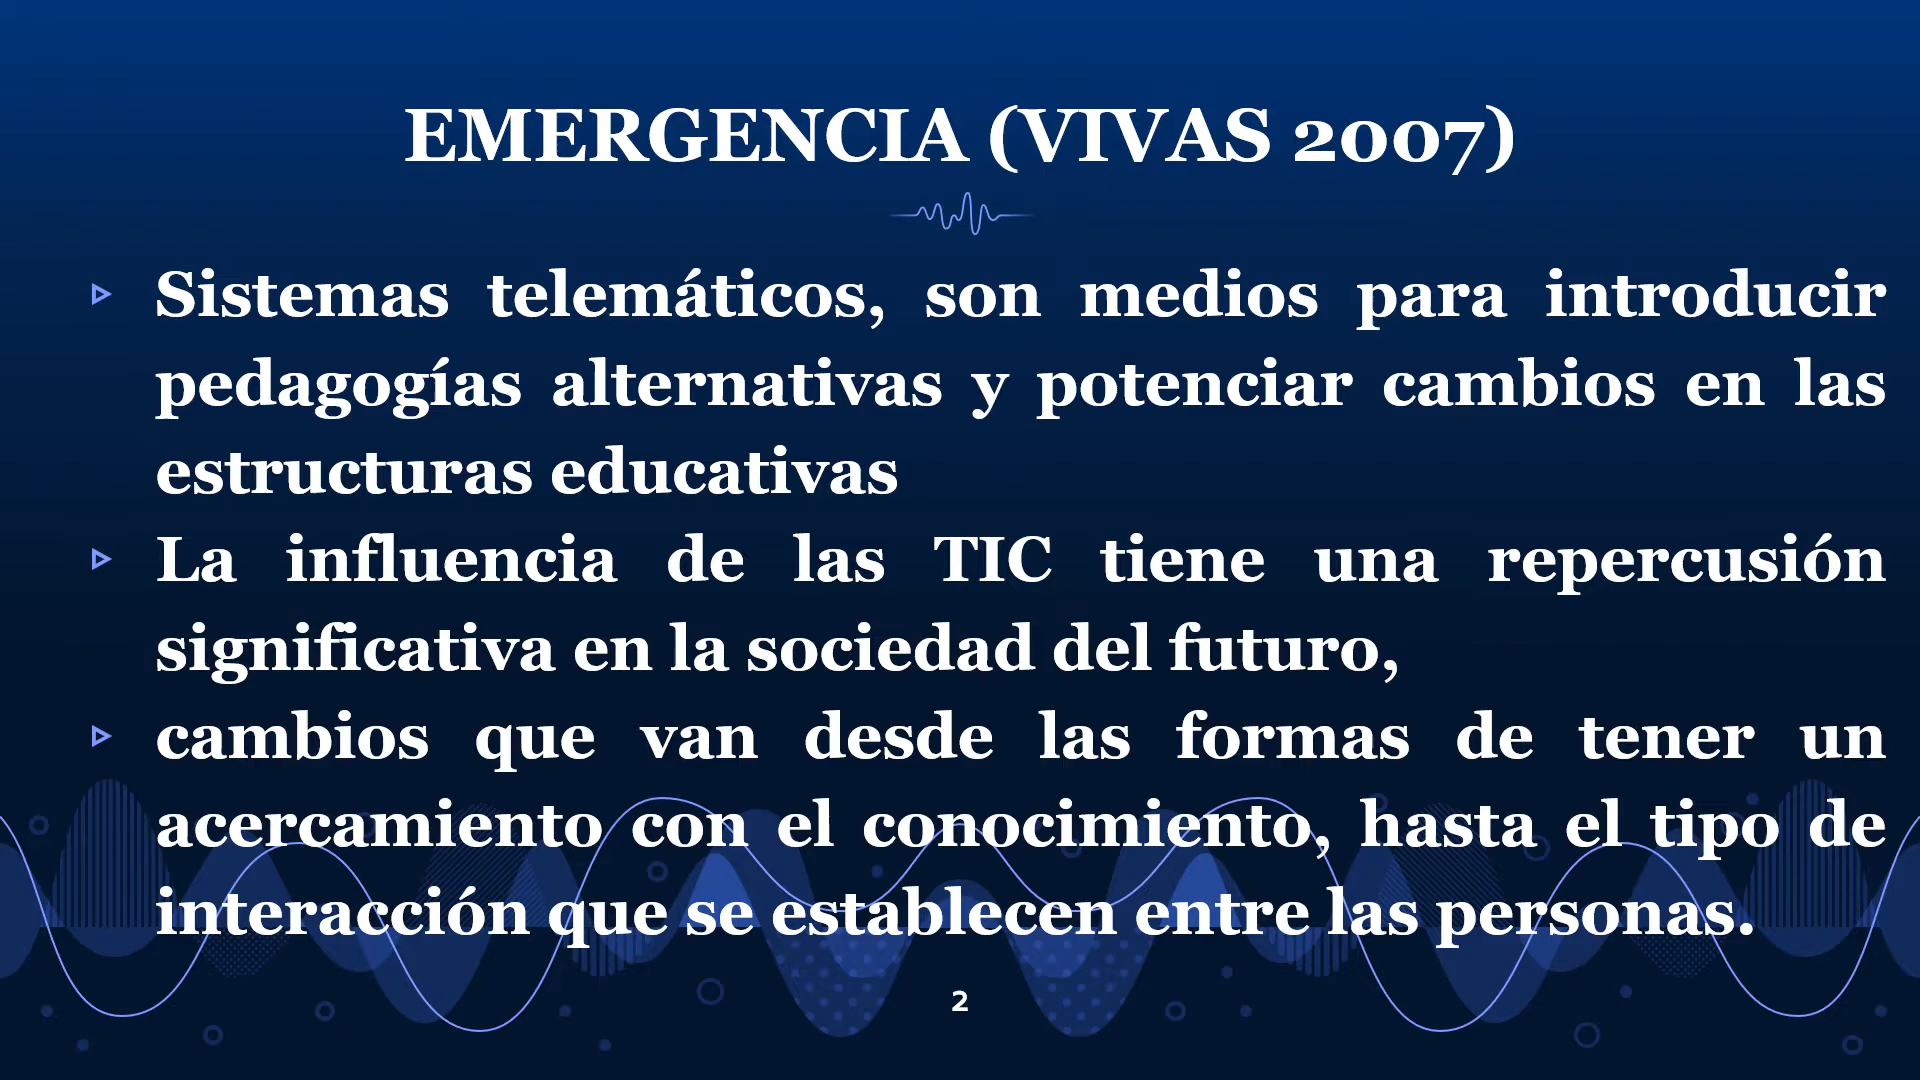 EMERGENCIA (VIVAS 2007)
Sistemas telemáticos, son medios para introducir
pedagogías alternativas y potenciar cambios en las
estructuras educativas
La influencia de las TIC tiene una repercusión
significativa en la sociedad del futuro,
cambios que van desde las formas de tener un
acercamiento con el conocimiento, hasta el tipo de
interacción que se establecen entre las personas.
2